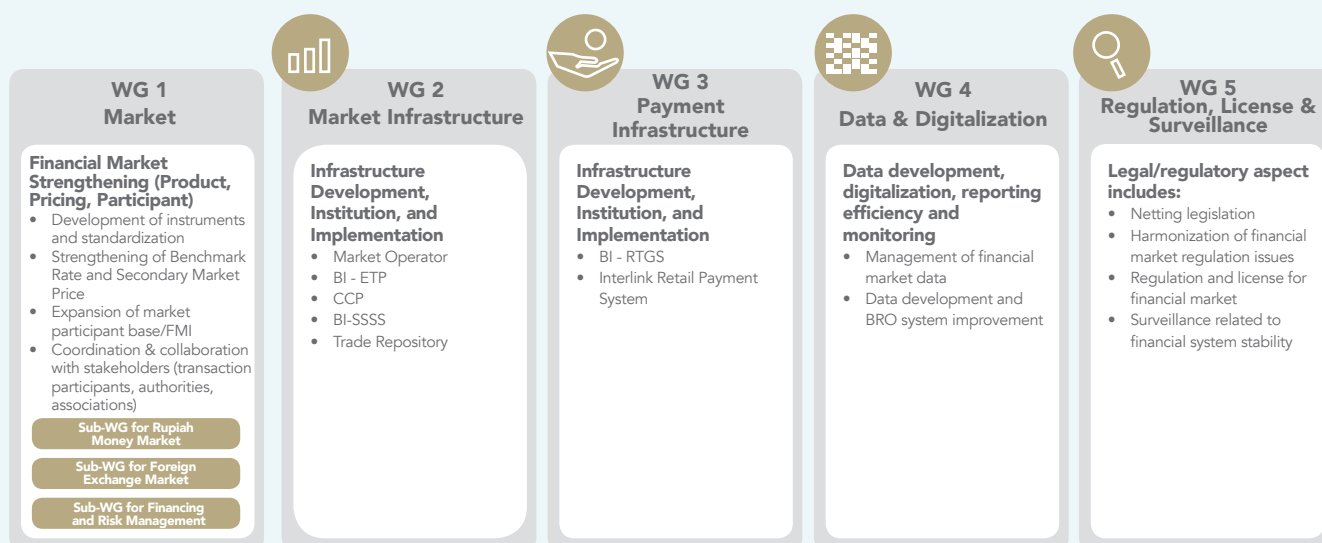 WG 1
Market
Financial Market
Strengthening (Product,
Pricing, Participant)
• Development of instruments
and standardization
• Strengthening of Benchmark
Rate and Secondary Market
Price
• Expansion of market
participant base/FMI
• Coordination & collaboration
with stakeholders (transaction
participants, authorities,
associations)
Sub-WG for Rupiah
Money Market
Sub-WG for Foreign
Exchange Market
Sub-WG for Financing
and Risk Management
WG 2
Market Infrastructure
Infrastructure
Development,
Institution, and
Implementation
• Market Operator
• BI - ETP
• CCP
• BI-SSSS
• Trade Repository
WG 3
Payment
Infrastructure
Infrastructure
Development,
Institution, and
Implementation
• BI - RTGS
• Interlink Retail Payment
System
WG 4
Data & Digitalization
Data development,
digitalization, reporting
efficiency and
monitoring
• Management of financial
market data
• Data development and
BRO system improvement
WG 5
Regulation, License &
Surveillance
Legal/regulatory aspect
includes:
• Netting legislation
• Harmonization of financial
market regulation issues
• Regulation and license for
financial market
• Surveillance related to
financial system stability